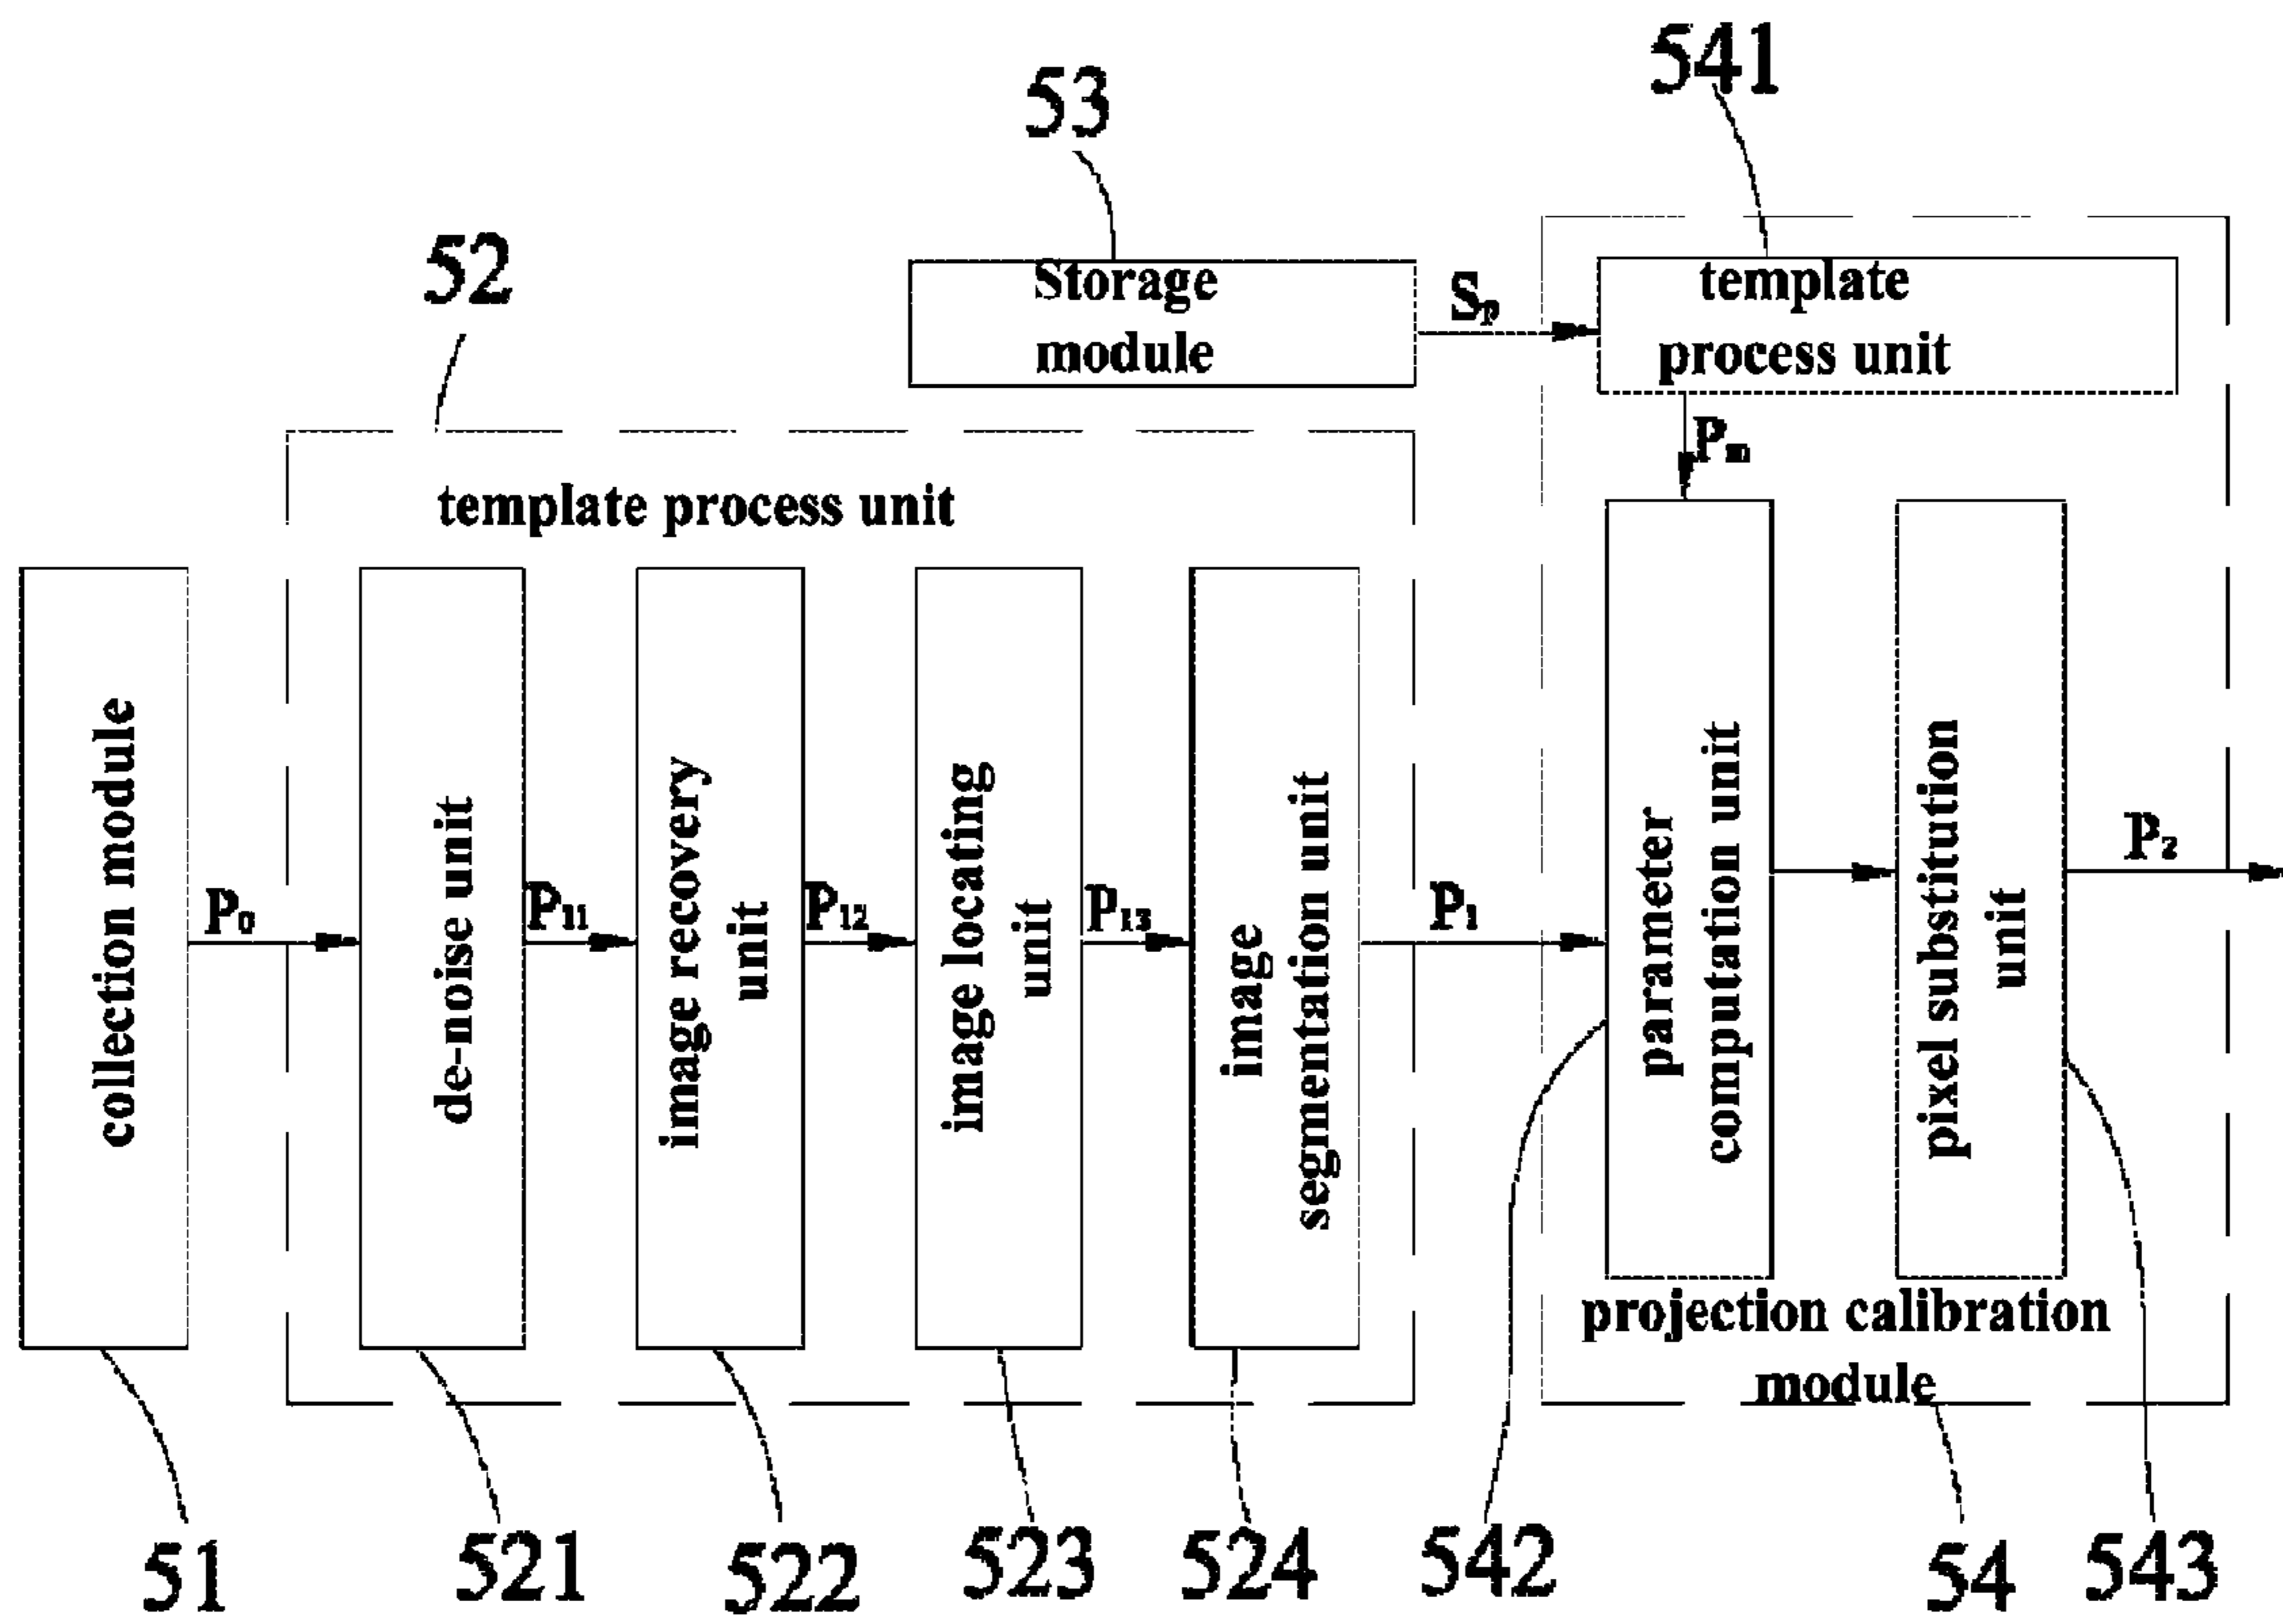 541
53
52
Storage
module
Sₚ
template
process unit
Pₘ
template process unit
collection module
P₀
de-noise unit
P₁₁
image recovery
unit
P₁₂
image locating
unit
P₁₃
image
segmentation unit
P₁
parameter
computation unit
pixel substitution
unit
P₂
projection calibration
module
51
521
522
523
524
542
54
543